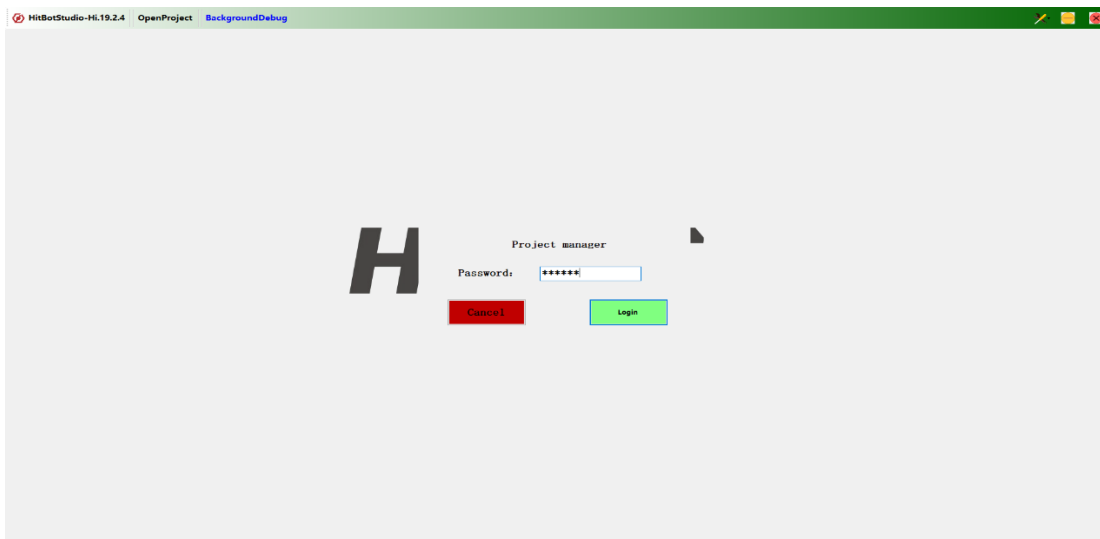 HitBotStudio-Hi.19.2.4 OpenProject BackgroundDebug
H
Project manager
Password: ******
Cancel Login